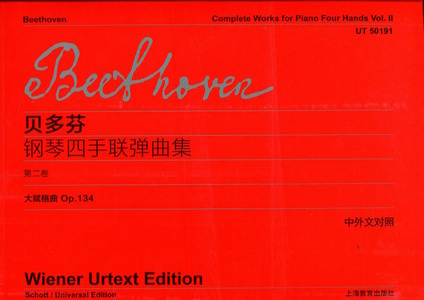 Beethoven
Complete Works for Piano Four Hands Vol. II
UT 50191
Beethoven
贝多芬
钢琴四手联弹曲集
第二卷
大赋格曲 Op.134
中外文对照
Wiener Urtext Edition
Schott / Universal Edition
上海教育出版社